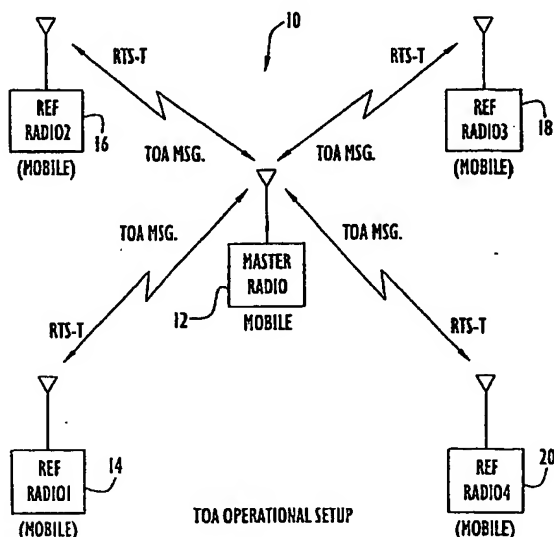 10
RTS-T
RTS-T
REF
RADIO2
16
(MOBILE)
REF
RADIO3
18
(MOBILE)
TOA MSG.
TOA MSG.
TOA MSG.
TOA MSG.
MASTER
RADIO
12
MOBILE
RTS-T
RTS-T
REF
RADIO1
14
(MOBILE)
REF
RADIO4
20
(MOBILE)
TOA OPERATIONAL SETUP